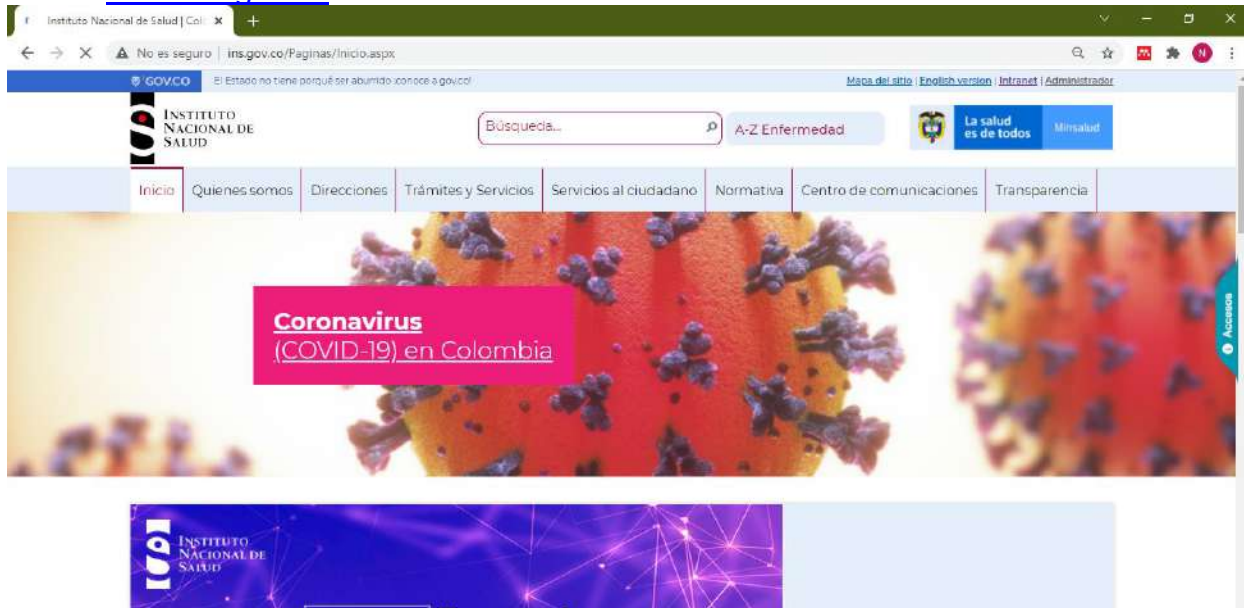 Instituto Nacional de Salud | Col
No es seguro | ins.gov.co/Paginas/Inicio.aspx
N
GOV.CO El Estado no tiene porqué ser aburrido ¡conoce a gov.co!
Mapa del sitio | English version | Intranet | Administrador
INSTITUTO
NACIONAL DE
SALUD
Búsqueda...
A-Z Enfermedad
La salud
es de todos
Minsalud
Inicio Quienes somos Direcciones Trámites y Servicios Servicios al ciudadano Normativa Centro de comunicaciones Transparencia
Coronavirus
(COVID-19) en Colombia
Accesos
INSTITUTO
NACIONAL DE
SALUD